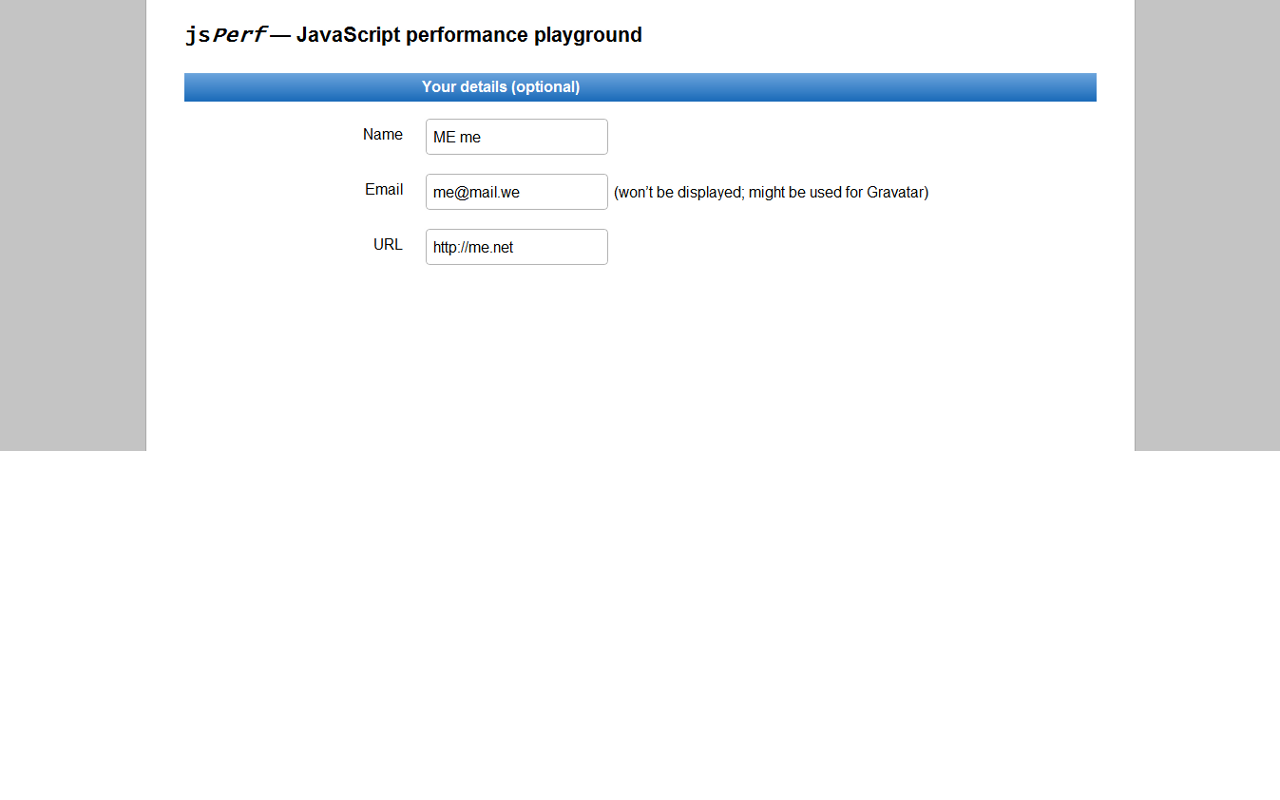 jsPerf — JavaScript performance playground
Your details (optional)
Name ME me
Email me@mail.we (won’t be displayed; might be used for Gravatar)
URL http://me.net